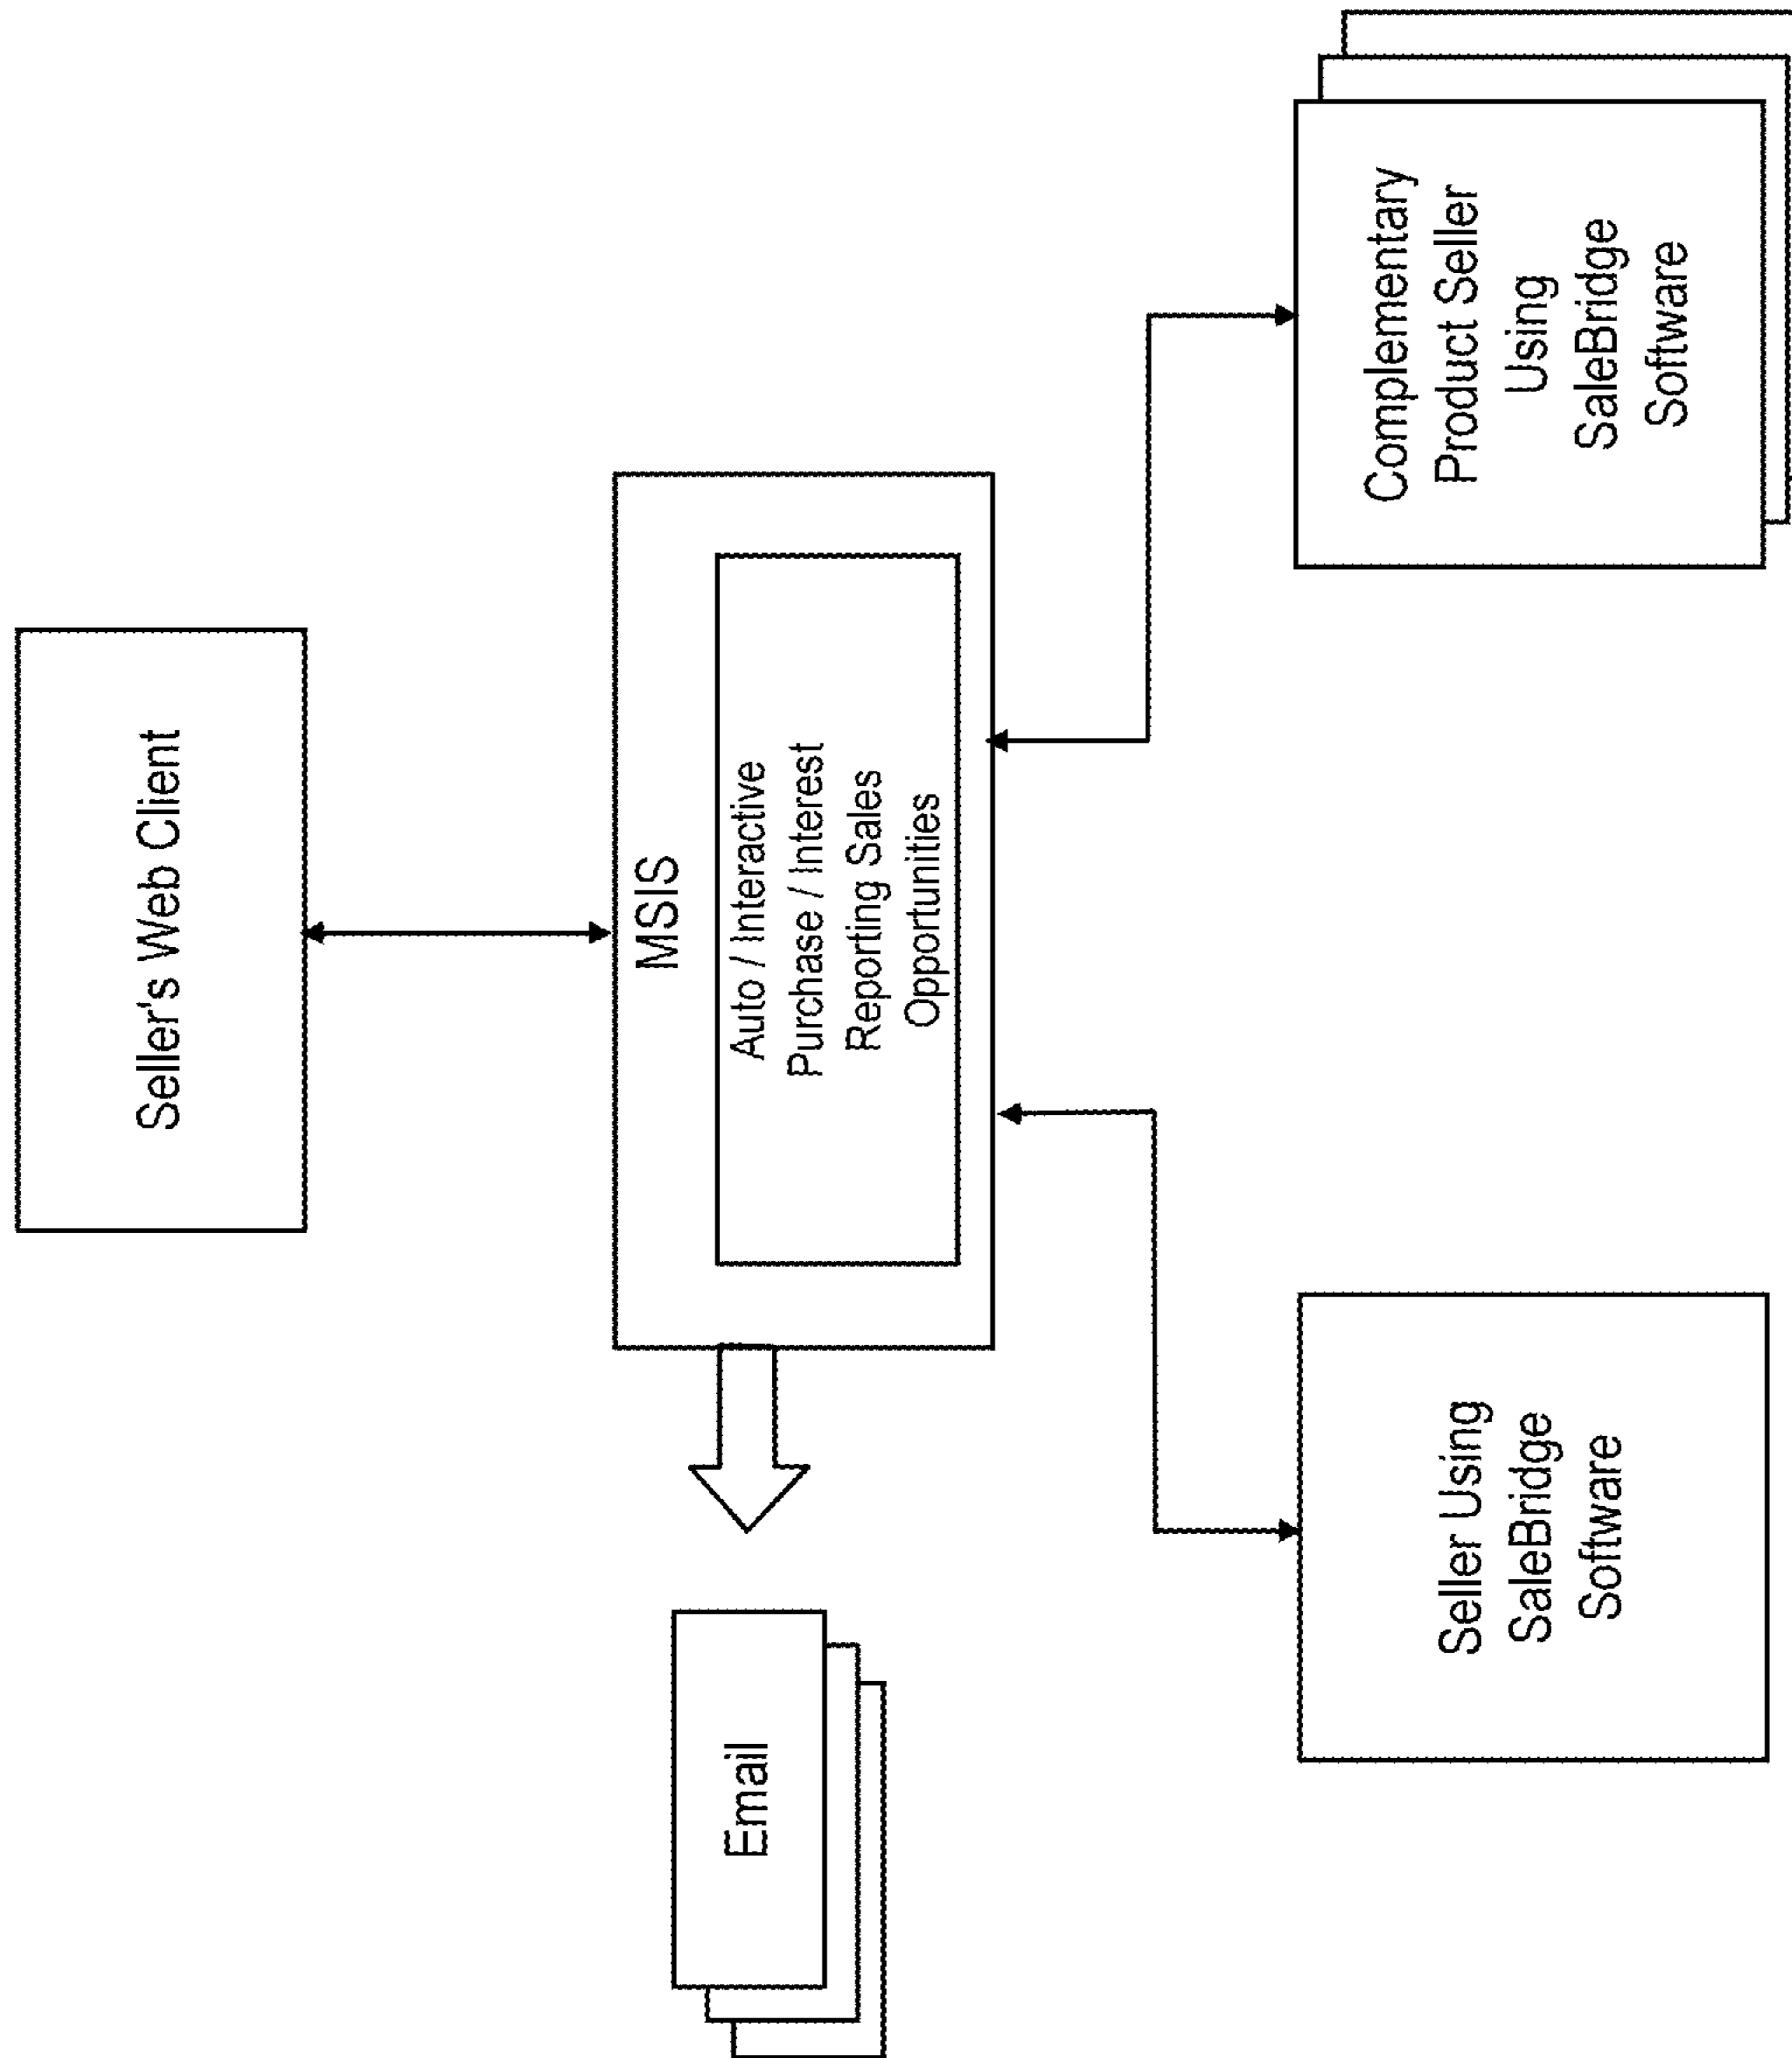 Seller's Web Client
MSIS
Auto / Interactive
Purchase / Interest
Reporting Sales
Opportunities
Email
Seller Using
SaleBridge
Software
Complementary
Product Seller
Using
SaleBridge
Software